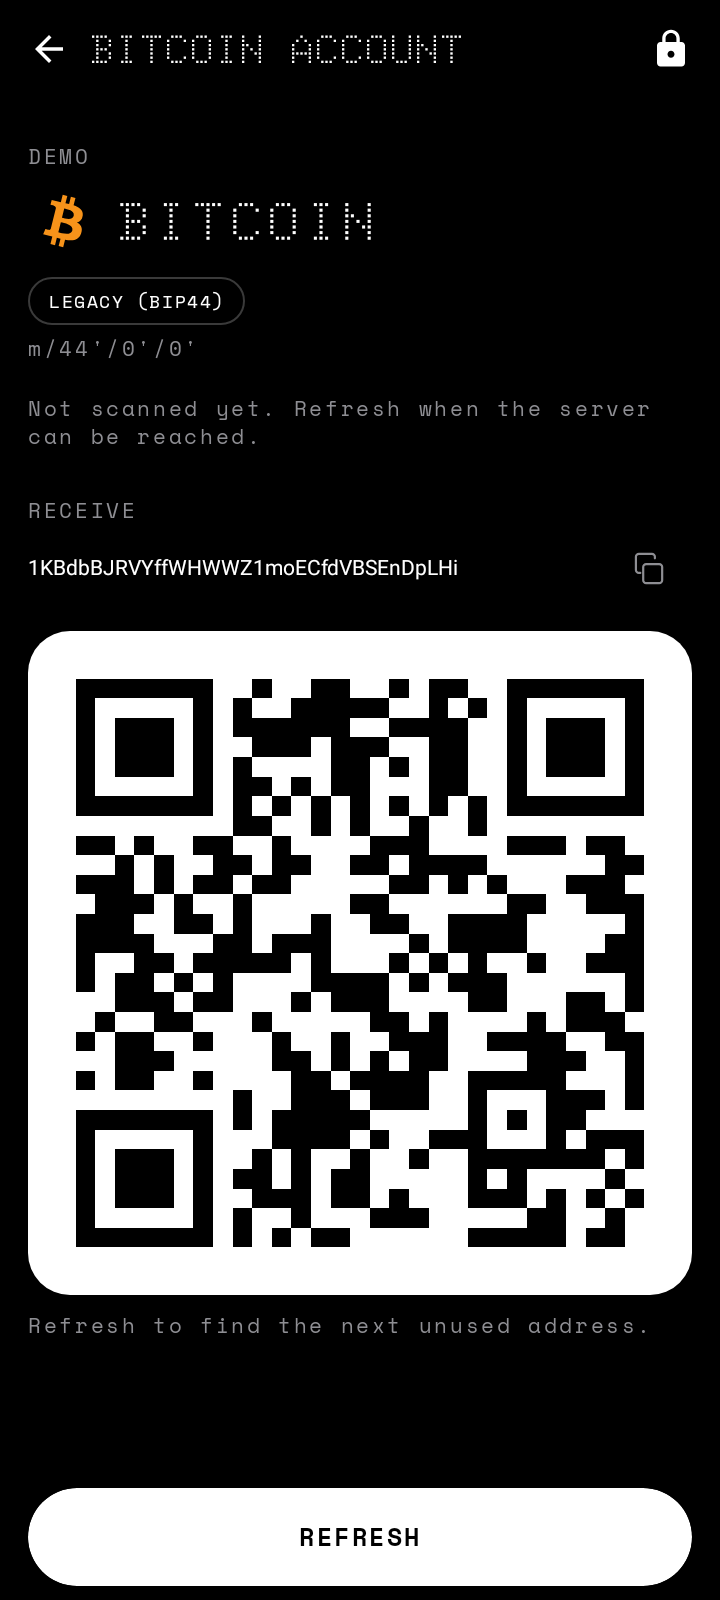 BITCOIN ACCOUNT
DEMO
BITCOIN
LEGACY (BIP44)
m/44'/0'/0'
Not scanned yet. Refresh when the server
can be reached.
RECEIVE
1KBdbBJRVYffWHWWZ1moECfdVBSEnDpLHi
Refresh to find the next unused address.
REFRESH